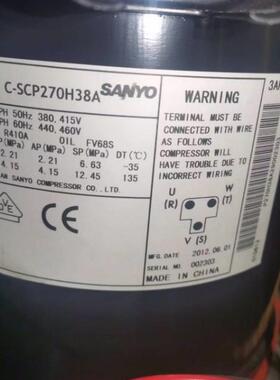 C-SCP270H38A SANYO
PH 50Hz 380,415V
PH 60Hz 440,460V
R410A OIL FV68S
(MPa) AP(MPa) SP(MPa) DT(℃)
2.21 2.21 6.63 -35
4.15 4.15 12.45 135
AN SANYO COMPRESSOR CO.,LTD.
VDE
WARNING
TERMINAL MUST BE
CONNECTED WITH WIRE
AS FOLLOWS
COMPRESSOR WILL
HAVE TROUBLE DUE TO
INCORRECT WIRING
U W
(R) (T)
V (S)
MFG.DATE 2012.06.01
SERIAL NO. 002303
MADE IN CHINA